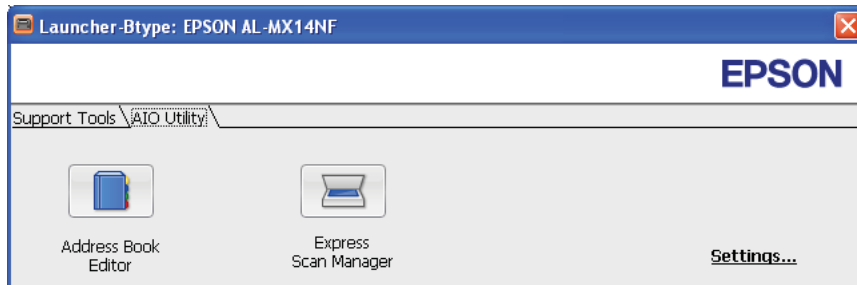 Launcher-Btype: EPSON AL-MX14NF
EPSON
Support Tools AIO Utility
Address Book
Editor
Express
Scan Manager
Settings...